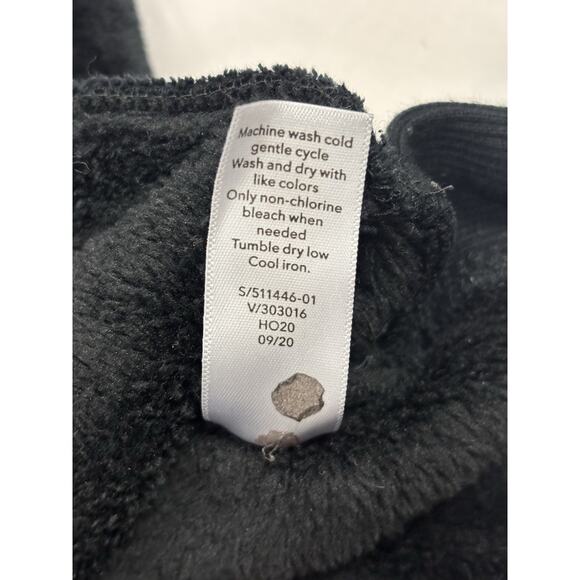 Machine wash cold
gentle cycle
Wash and dry with
like colors
Only non-chlorine
bleach when
needed
Tumble dry low
Cool iron.
S/511446-01
V/303016
HO20
09/20